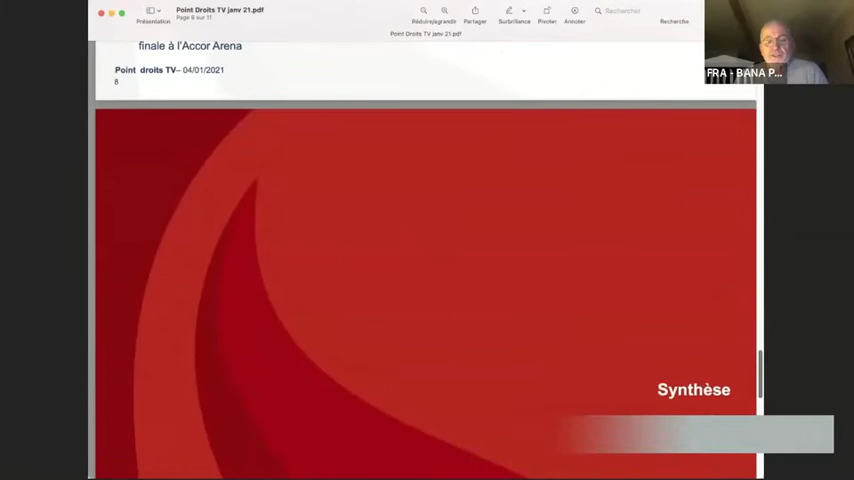 Point Droits TV janv 21.pdf
Page 8 sur 11
Présentation
Réduire/agrandir
Partager
Surbrillance
Pivoter
Annoter
Rechercher
Recherche
Point Droits TV janv 21.pdf
finale à l'Accor Arena
Point droits TV– 04/01/2021
8
FRA - BANA P...
Synthèse